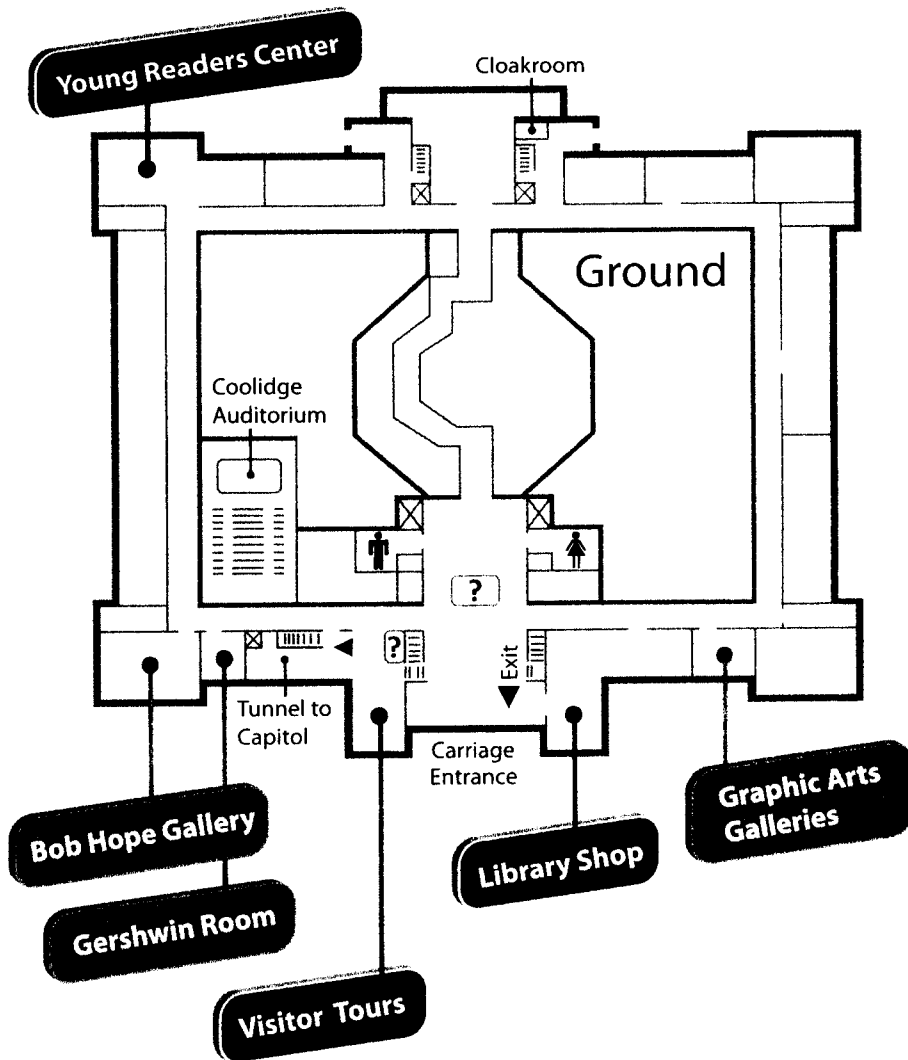 Young Readers Center
Cloakroom
Ground
Coolidge
Auditorium
?
?
Exit
Tunnel to
Capitol
Carriage
Entrance
Graphic Arts
Galleries
Bob Hope Gallery
Library Shop
Gershwin Room
Visitor Tours